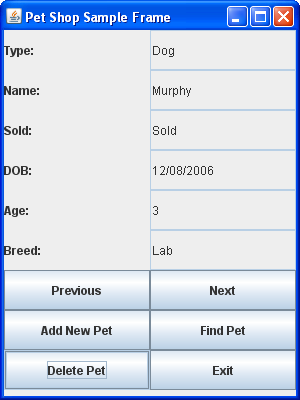 Pet Shop Sample Frame
Type: Dog
Name: Murphy
Sold: Sold
DOB: 12/08/2006
Age: 3
Breed: Lab
Previous Next
Add New Pet Find Pet
Delete Pet Exit